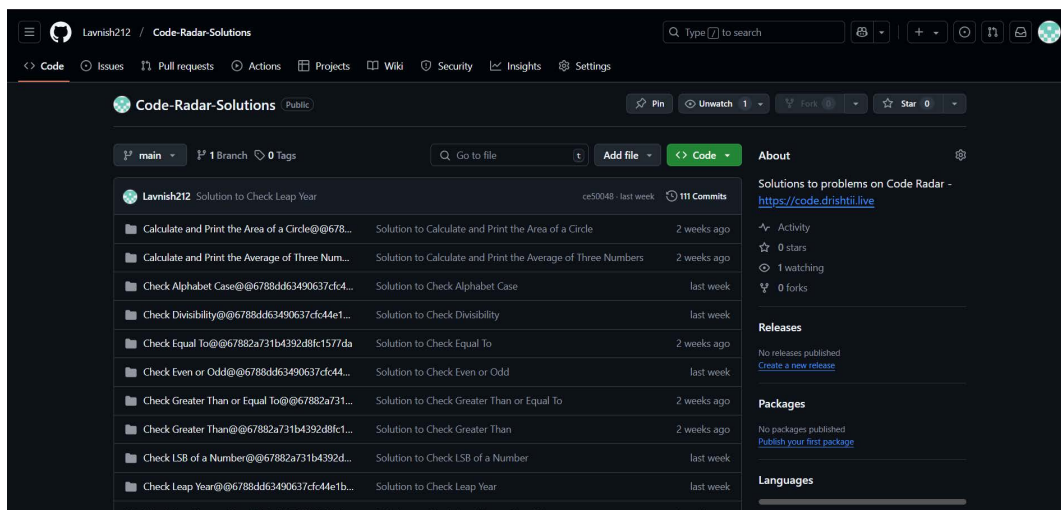 Lavnish212 / Code-Radar-Solutions
Type / to search
Code Issues Pull requests Actions Projects Wiki Security Insights Settings
Code-Radar-Solutions Public
Pin Unwatch 1 Fork 0 Star 0
main 1 Branch 0 Tags
Go to file t Add file Code
Lavnish212 Solution to Check Leap Year ce50048 · last week 111 Commits
Calculate and Print the Area of a Circle@@678... Solution to Calculate and Print the Area of a Circle 2 weeks ago
Calculate and Print the Average of Three Num... Solution to Calculate and Print the Average of Three Numbers 2 weeks ago
Check Alphabet Case@@6788dd63490637cfc4... Solution to Check Alphabet Case last week
Check Divisibility@@6788dd63490637cfc44e1... Solution to Check Divisibility last week
Check Equal To@@67882a731b4392d8fc1577da Solution to Check Equal To 2 weeks ago
Check Even or Odd@@6788dd63490637cfc44... Solution to Check Even or Odd last week
Check Greater Than or Equal To@@67882a731... Solution to Check Greater Than or Equal To 2 weeks ago
Check Greater Than@@67882a731b4392d8fc1... Solution to Check Greater Than 2 weeks ago
Check LSB of a Number@@67882a731b4392d... Solution to Check LSB of a Number last week
Check Leap Year@@6788dd63490637cfc44e1b... Solution to Check Leap Year last week
About
Solutions to problems on Code Radar -
https://code.drishtii.live
Activity
0 stars
1 watching
0 forks
Releases
No releases published
Create a new release
Packages
No packages published
Publish your first package
Languages